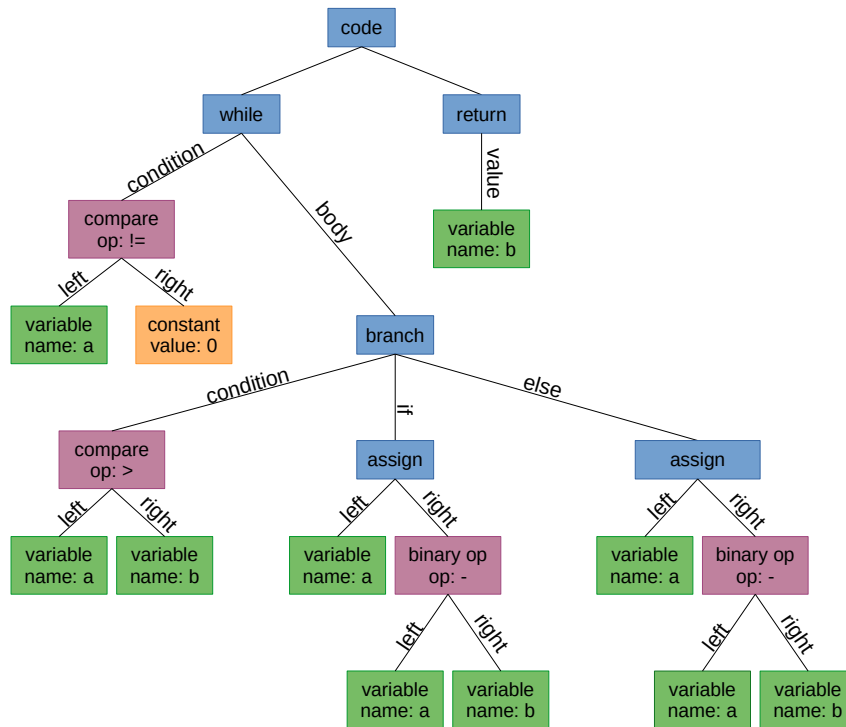 code
while
return
condition
body
value
compare
op: !=
variable
name: b
left
right
variable
name: a
constant
value: 0
branch
condition
if
else
compare
op: >
assign
assign
left
right
left
right
left
right
variable
name: a
variable
name: b
variable
name: a
binary op
op: -
variable
name: a
binary op
op: -
left
right
left
right
variable
name: a
variable
name: b
variable
name: a
variable
name: b